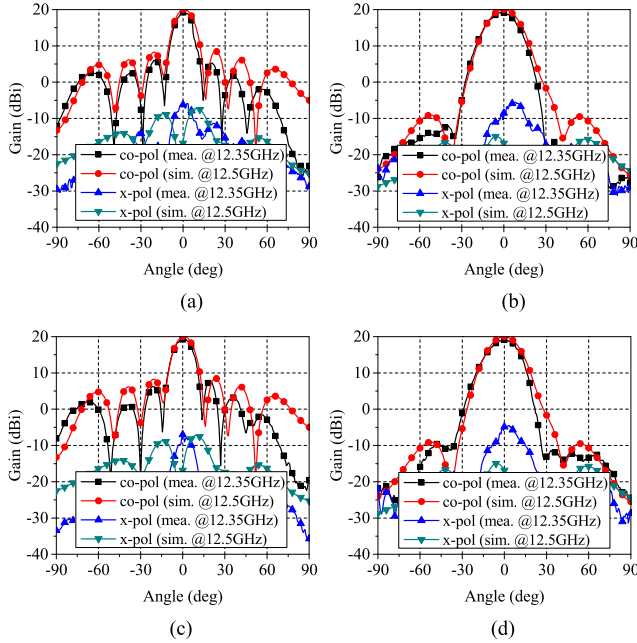 20
10
0
-10
-20
-30
-40
Gain (dBi)
co-pol (mea. @12.35GHz)
co-pol (sim. @12.5GHz)
x-pol (mea. @12.35GHz)
x-pol (sim. @12.5GHz)
-90 -60 -30 0 30 60 90
Angle (deg)
(a)
20
10
0
-10
-20
-30
-40
Gain (dBi)
co-pol (mea. @12.35GHz)
co-pol (sim. @12.5GHz)
x-pol (mea. @12.35GHz)
x-pol (sim. @12.5GHz)
-90 -60 -30 0 30 60 90
Angle (deg)
(b)
20
10
0
-10
-20
-30
-40
Gain (dBi)
co-pol (mea. @12.35GHz)
co-pol (sim. @12.5GHz)
x-pol (mea. @12.35GHz)
x-pol (sim. @12.5GHz)
-90 -60 -30 0 30 60 90
Angle (deg)
(c)
20
10
0
-10
-20
-30
-40
Gain (dBi)
co-pol (mea. @12.35GHz)
co-pol (sim. @12.5GHz)
x-pol (mea. @12.35GHz)
x-pol (sim. @12.5GHz)
-90 -60 -30 0 30 60 90
Angle (deg)
(d)